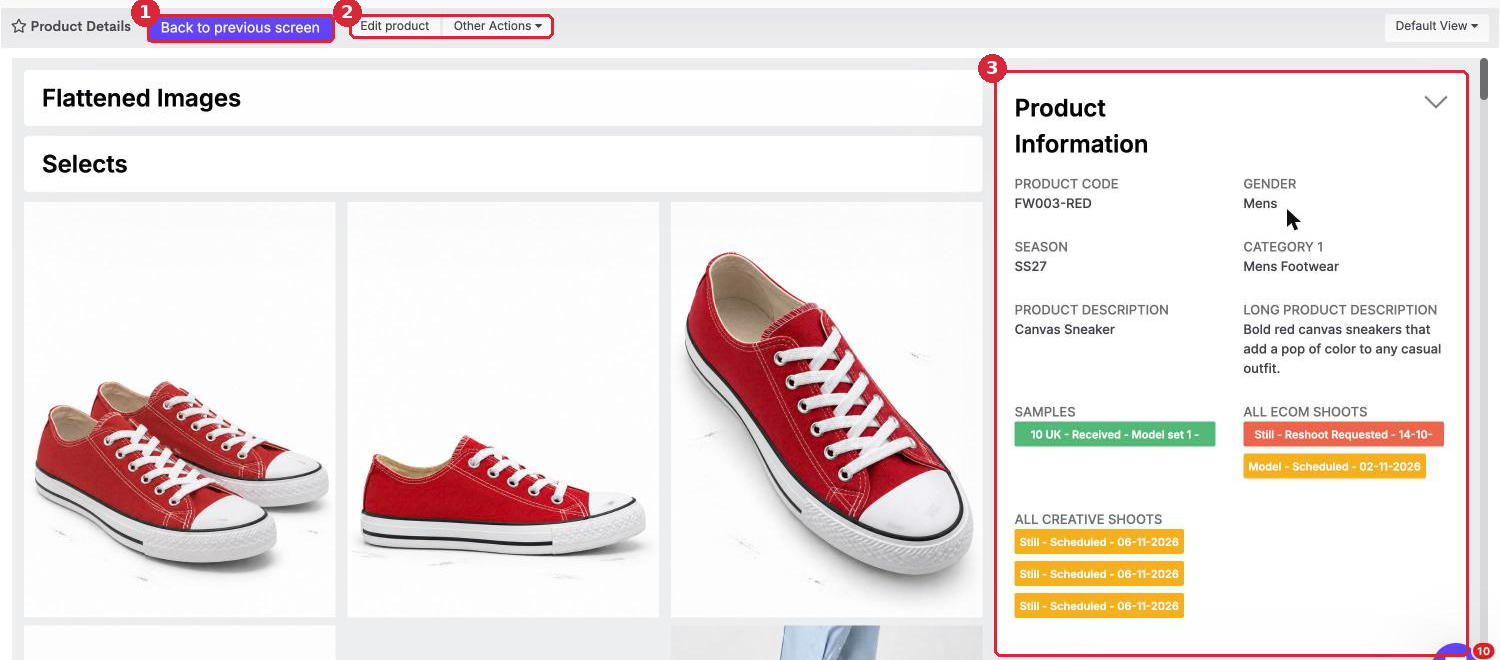 1
2
Product Details
Back to previous screen
Edit product
Other Actions
Default View
3
Flattened Images
Selects
Product
Information
PRODUCT CODE
FW003-RED
GENDER
Mens
SEASON
SS27
CATEGORY 1
Mens Footwear
PRODUCT DESCRIPTION
Canvas Sneaker
LONG PRODUCT DESCRIPTION
Bold red canvas sneakers that
add a pop of color to any casual
outfit.
SAMPLES
10 UK - Received - Model set 1 -
ALL ECOM SHOOTS
Still - Reshoot Requested - 14-10-
Model - Scheduled - 02-11-2026
ALL CREATIVE SHOOTS
Still - Scheduled - 06-11-2026
Still - Scheduled - 06-11-2026
Still - Scheduled - 06-11-2026
10